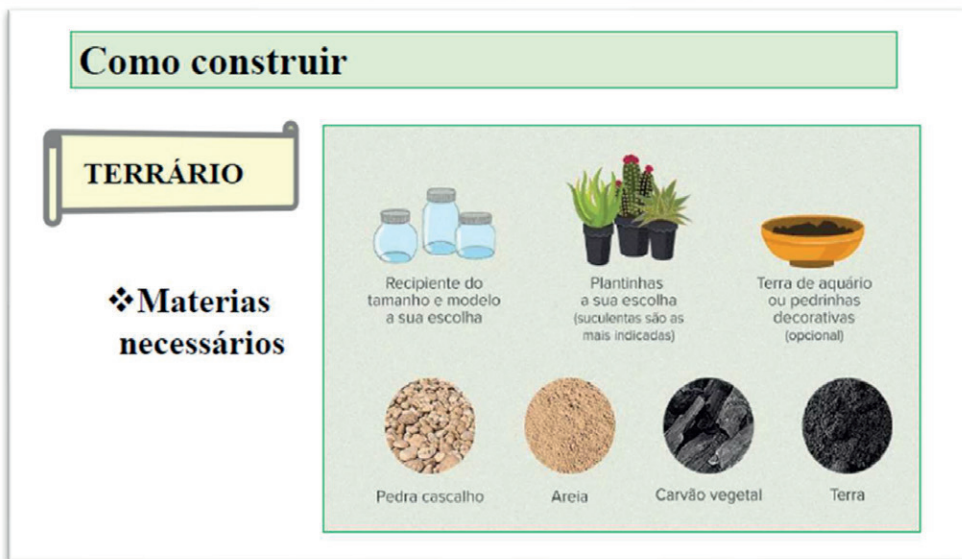 Como construir
TERRÁRIO
❖Materias
necessários
Recipiente do
tamanho e modelo
a sua escolha
Plantinhas
a sua escolha
(suculentas são as
mais indicadas)
Terra de aquário
ou pedrinhas
decorativas
(opcional)
Pedra cascalho
Areia
Carvão vegetal
Terra